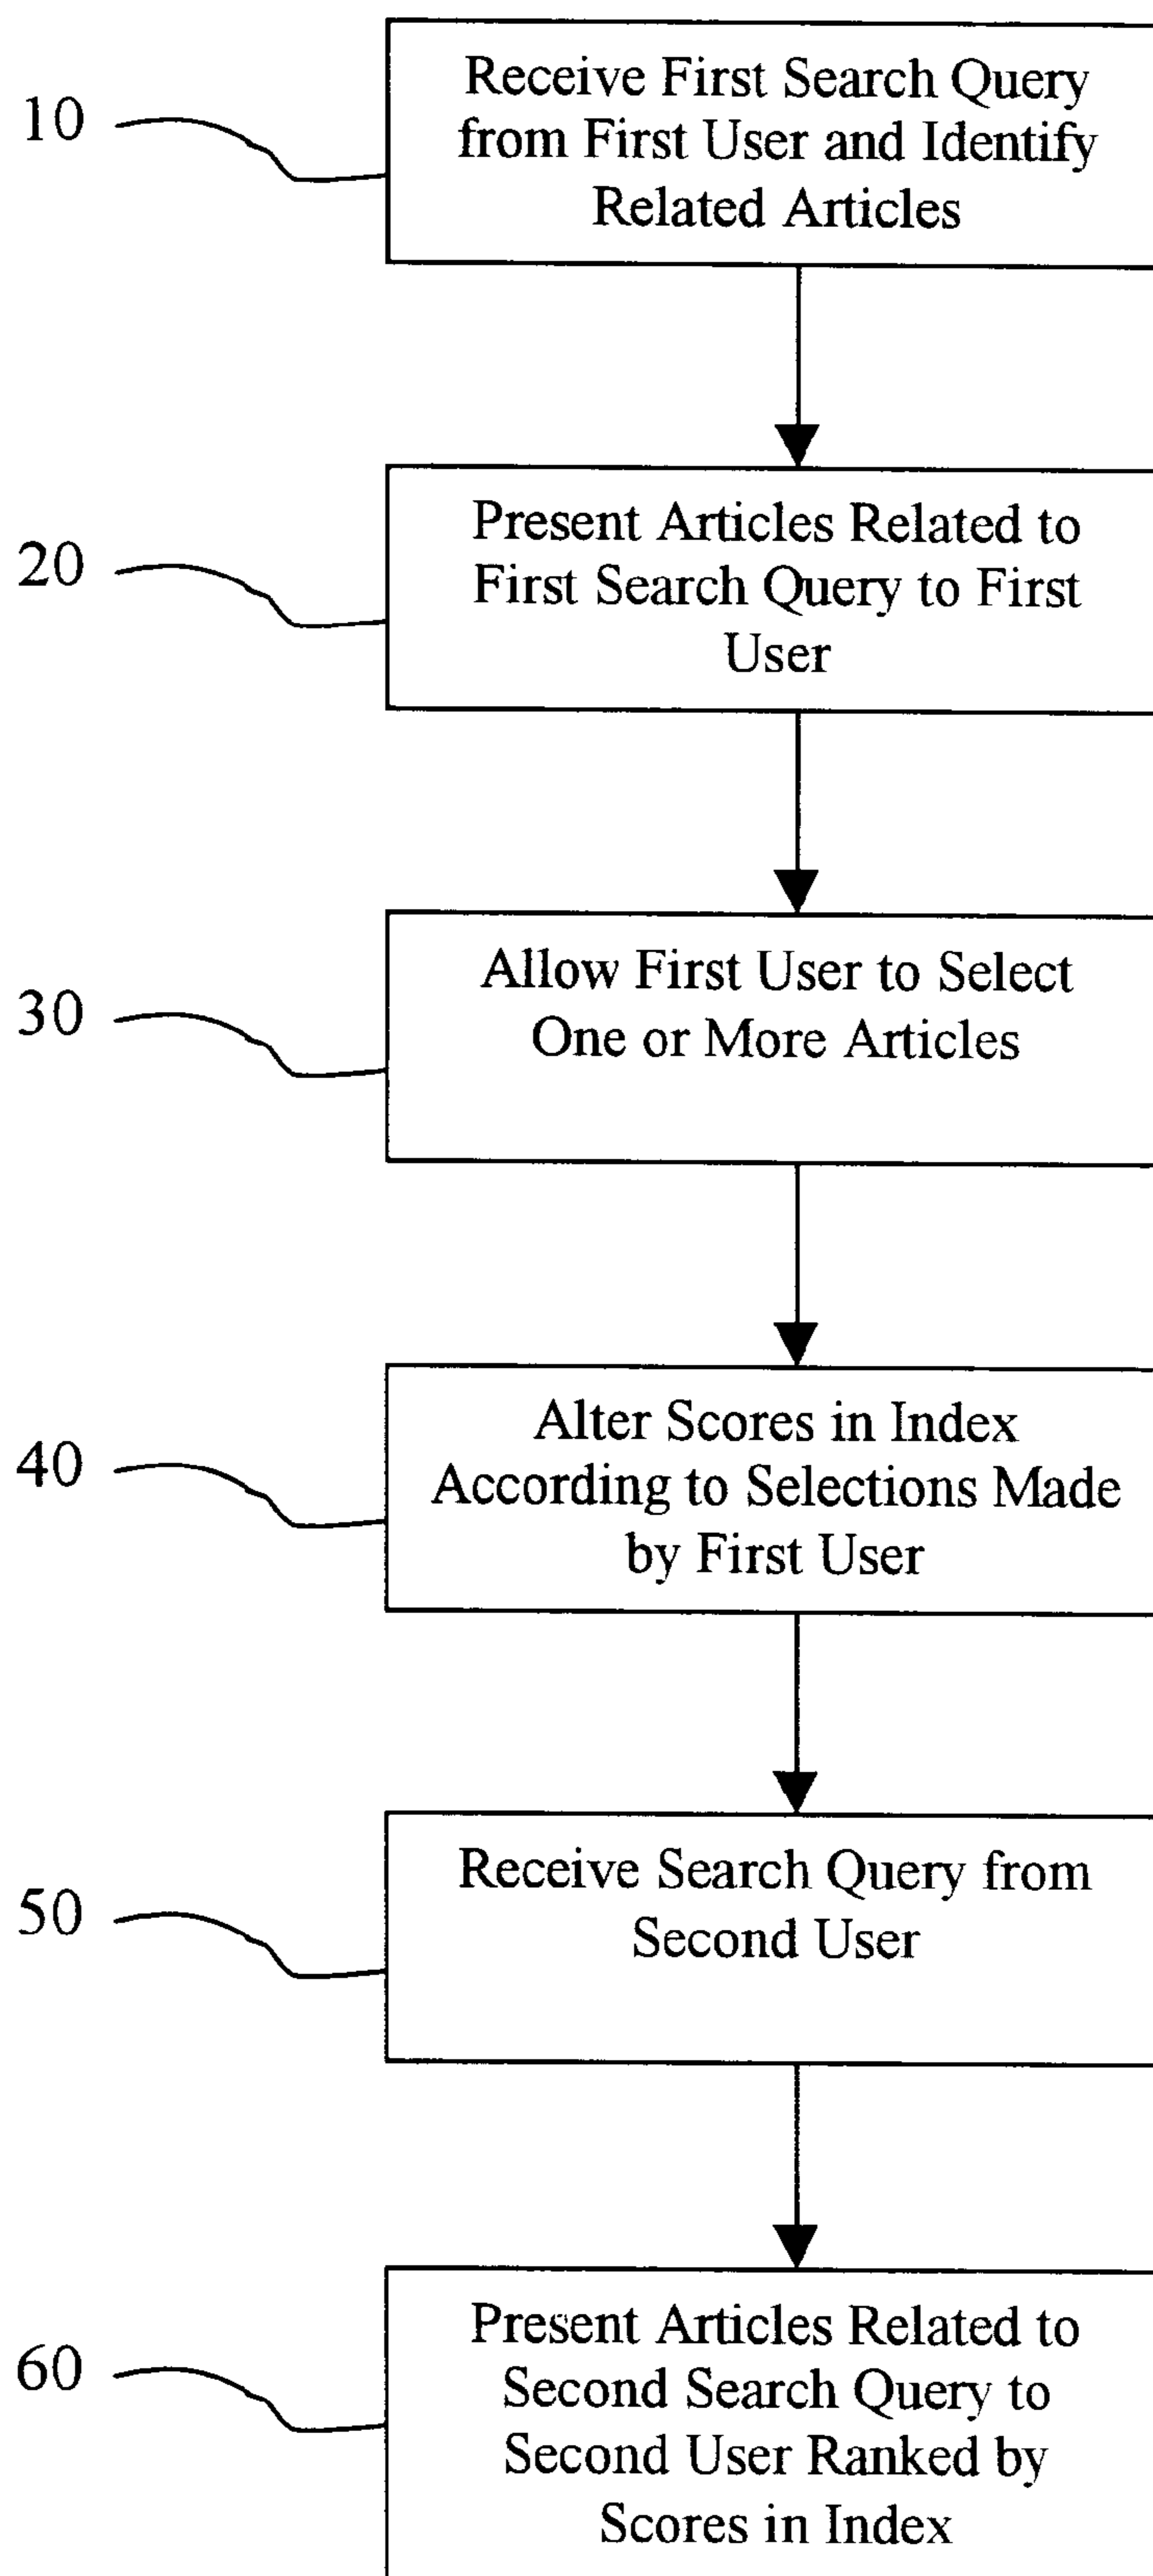 10
Receive First Search Query
from First User and Identify
Related Articles
20
Present Articles Related to
First Search Query to First
User
30
Allow First User to Select
One or More Articles
40
Alter Scores in Index
According to Selections Made
by First User
50
Receive Search Query from
Second User
60
Present Articles Related to
Second Search Query to
Second User Ranked by
Scores in Index